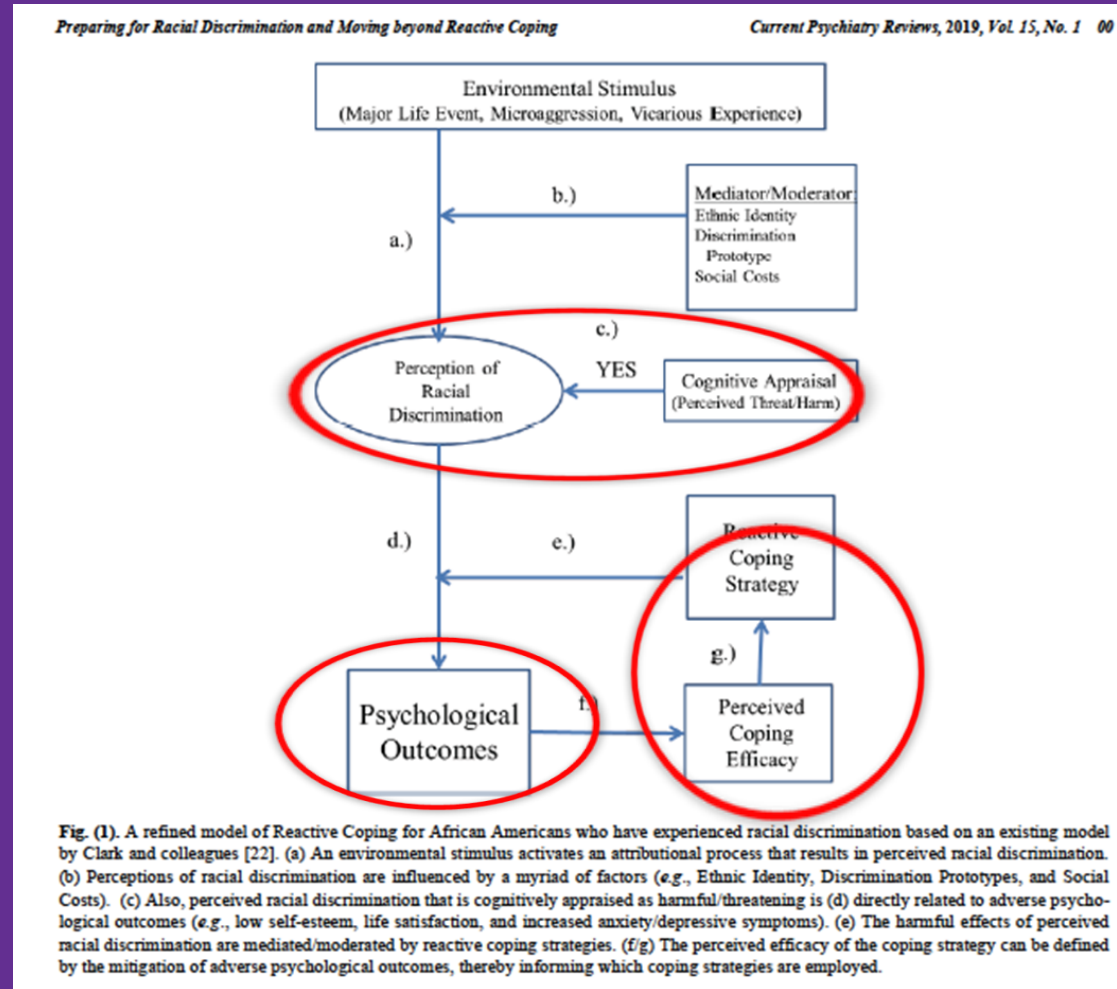 Preparing for Racial Discrimination and Moving beyond Reactive Coping
Current Psychiatry Reviews, 2019, Vol. 15, No. 1 00
Environmental Stimulus
(Major Life Event, Microaggression, Vicarious Experience)
b.)
Mediator/Moderator:
Ethnic Identity
Discrimination
Prototype
Social Costs
a.)
c.)
YES
Perception of
Racial
Discrimination
Cognitive Appraisal
(Perceived Threat/Harm)
d.)
e.)
Reactive
Coping
Strategy
g.)
Psychological
Outcomes
f.)
Perceived
Coping
Efficacy
Fig. (1). A refined model of Reactive Coping for African Americans who have experienced racial discrimination based on an existing model
by Clark and colleagues [22]. (a) An environmental stimulus activates an attributional process that results in perceived racial discrimination.
(b) Perceptions of racial discrimination are influenced by a myriad of factors (e.g., Ethnic Identity, Discrimination Prototypes, and Social
Costs). (c) Also, perceived racial discrimination that is cognitively appraised as harmful/threatening is (d) directly related to adverse psycho-
logical outcomes (e.g., low self-esteem, life satisfaction, and increased anxiety/depressive symptoms). (e) The harmful effects of perceived
racial discrimination are mediated/moderated by reactive coping strategies. (f/g) The perceived efficacy of the coping strategy can be defined
by the mitigation of adverse psychological outcomes, thereby informing which coping strategies are employed.